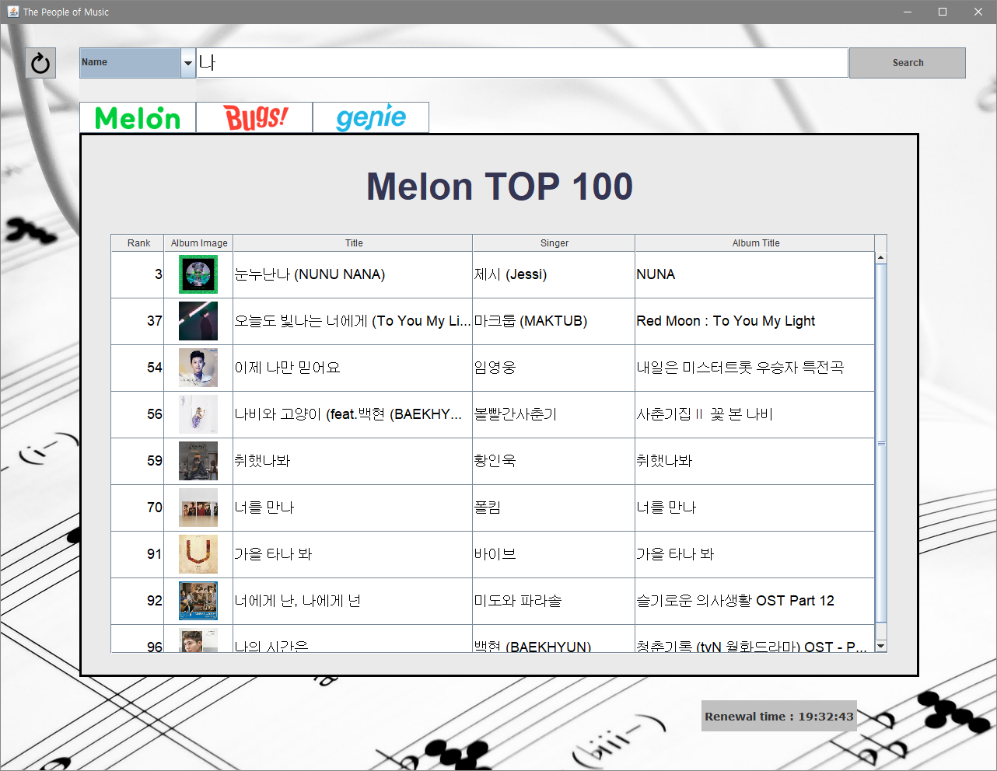 The People of Music
Name 나 Search
Melon Bugs! genie
Melon TOP 100
Rank Album Image Title Singer Album Title
3 눈누난나 (NUNU NANA) 제시 (Jessi) NUNA
37 오늘도 빛나는 너에게 (To You My Li... 마크툽 (MAKTUB) Red Moon : To You My Light
54 이제 나만 믿어요 임영웅 내일은 미스터트롯 우승자 특전곡
56 나비와 고양이 (feat.백현 (BAEKHY... 볼빨간사춘기 사춘기집Ⅱ 꽃 본 나비
59 취했나봐 황인욱 취했나봐
70 너를 만나 폴킴 너를 만나
91 가을 타나 봐 바이브 가을 타나 봐
92 너에게 난, 나에게 넌 미도와 파라솔 슬기로운 의사생활 OST Part 12
96 나의 시간은 백현 (BAEKHYUN) 청춘기록 (tvN 월화드라마) OST - P...
Renewal time : 19:32:43